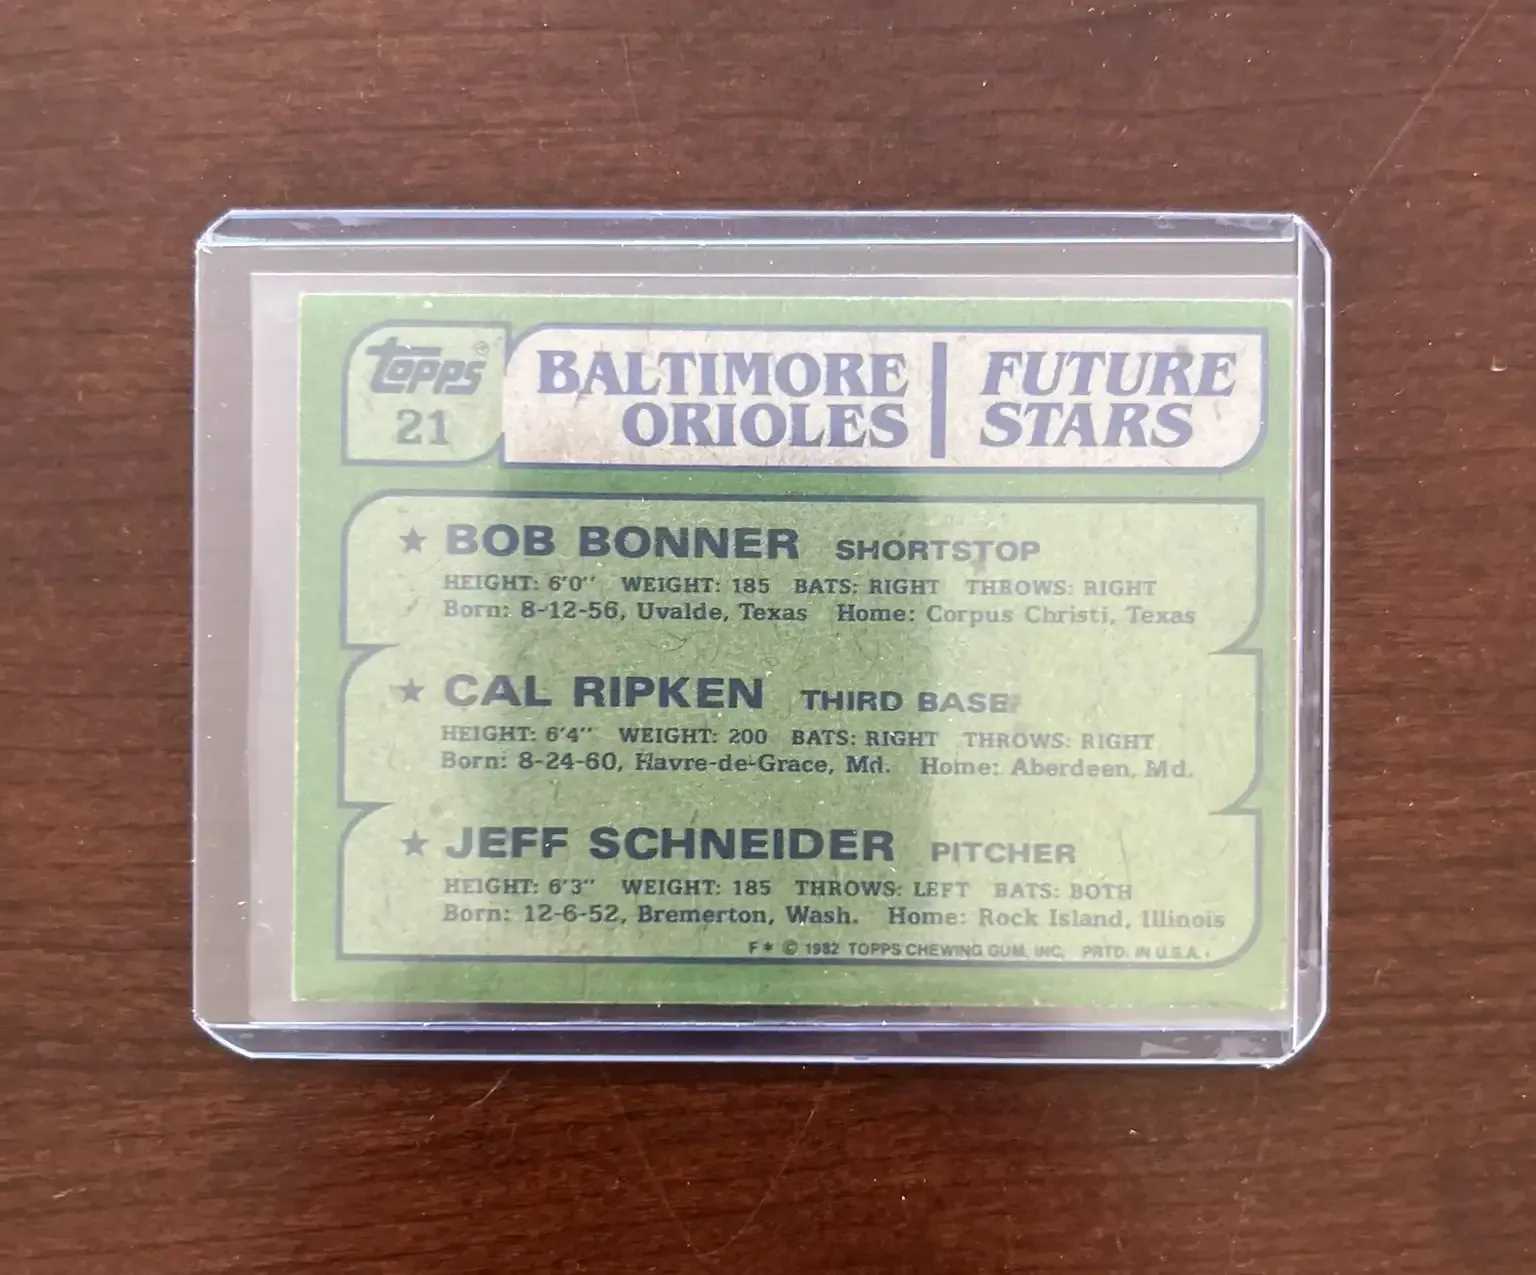 Topps®
21
BALTIMORE ORIOLES
FUTURE STARS
★ BOB BONNER SHORTSTOP
HEIGHT: 6'0" WEIGHT: 185 BATS: RIGHT THROWS: RIGHT
Born: 8-12-56, Uvalde, Texas Home: Corpus Christi, Texas
★ CAL RIPKEN THIRD BASE
HEIGHT: 6'4" WEIGHT: 200 BATS: RIGHT THROWS: RIGHT
Born: 8-24-60, Havre-de-Grace, Md. Home: Aberdeen, Md.
★ JEFF SCHNEIDER PITCHER
HEIGHT: 6'3" WEIGHT: 185 THROWS: LEFT BATS: BOTH
Born: 12-6-52, Bremerton, Wash. Home: Rock Island, Illinois
F* © 1982 TOPPS CHEWING GUM, INC. PRTD. IN U.S.A.